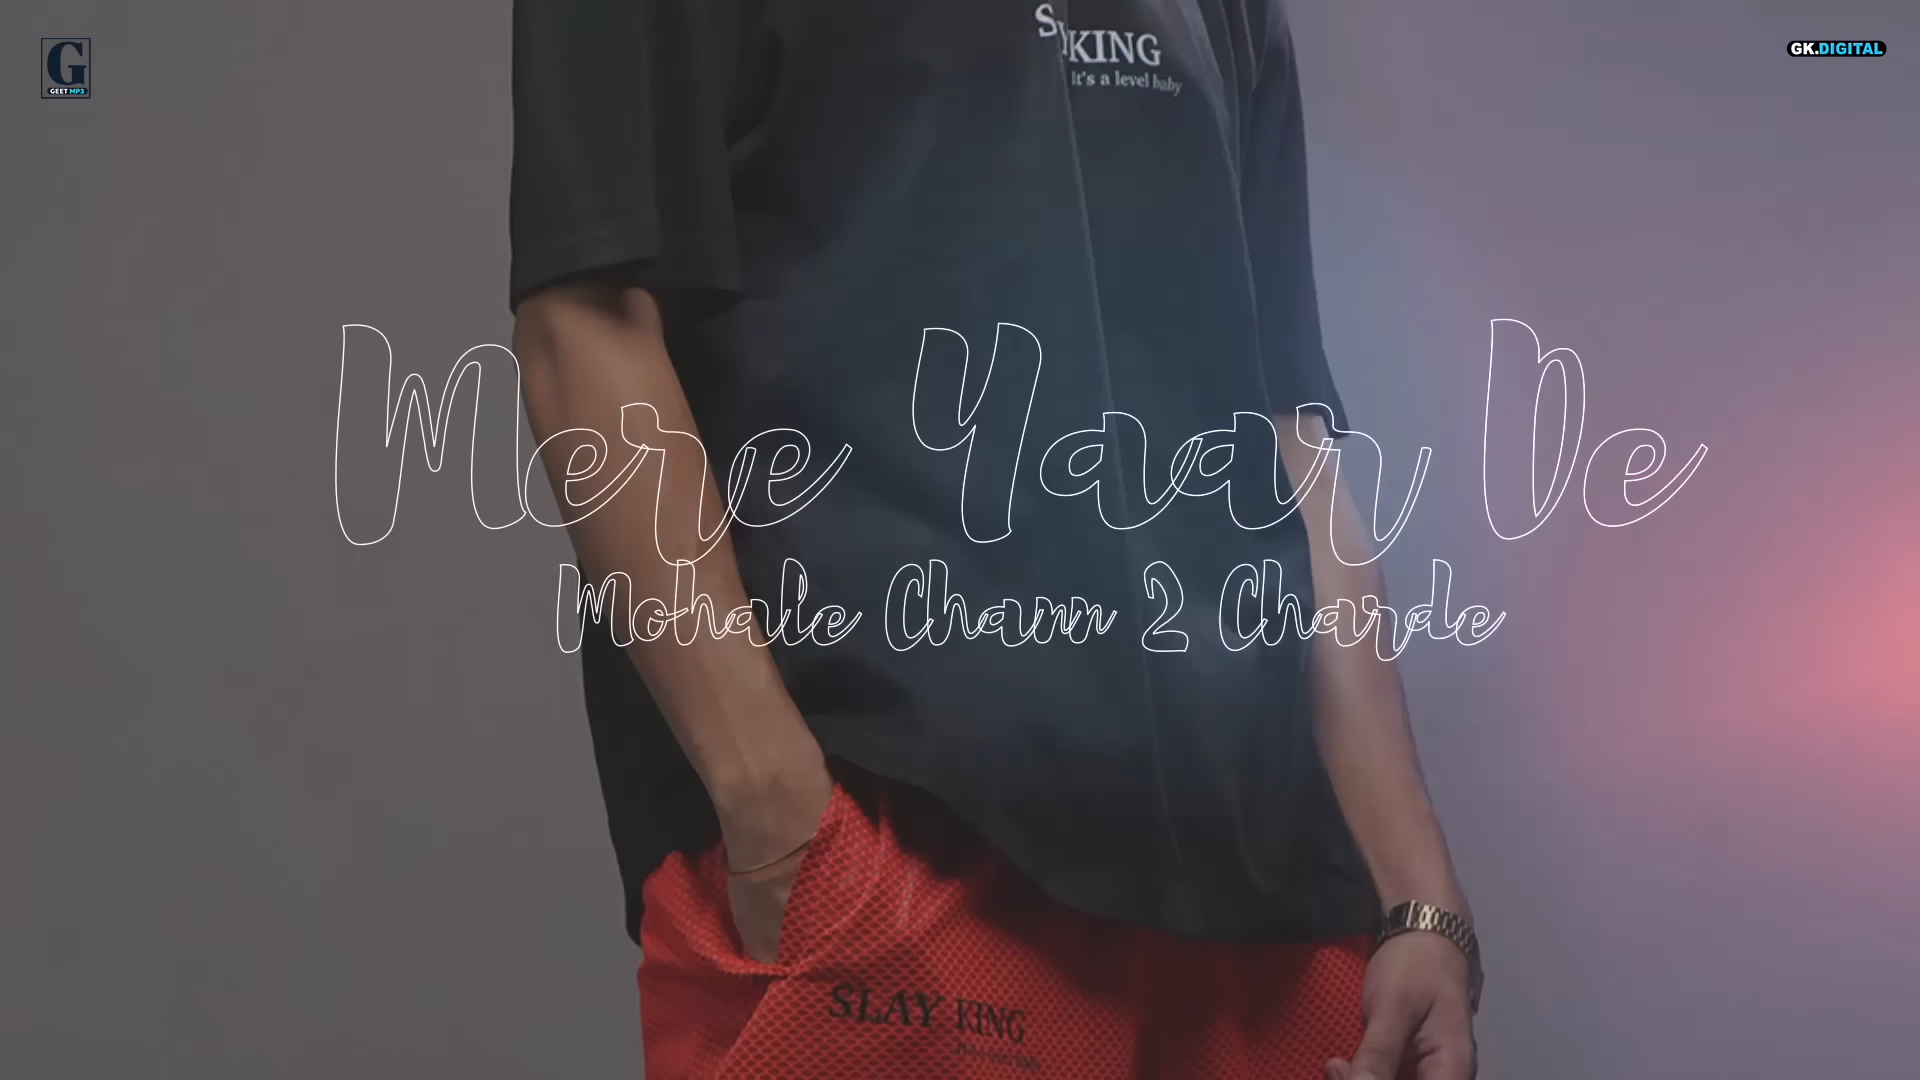 G
GEET MP3
GK.DIGITAL
KING
It's a level baby
Mere Yaar De
Mohale Chann 2 Charde
SLAY KING